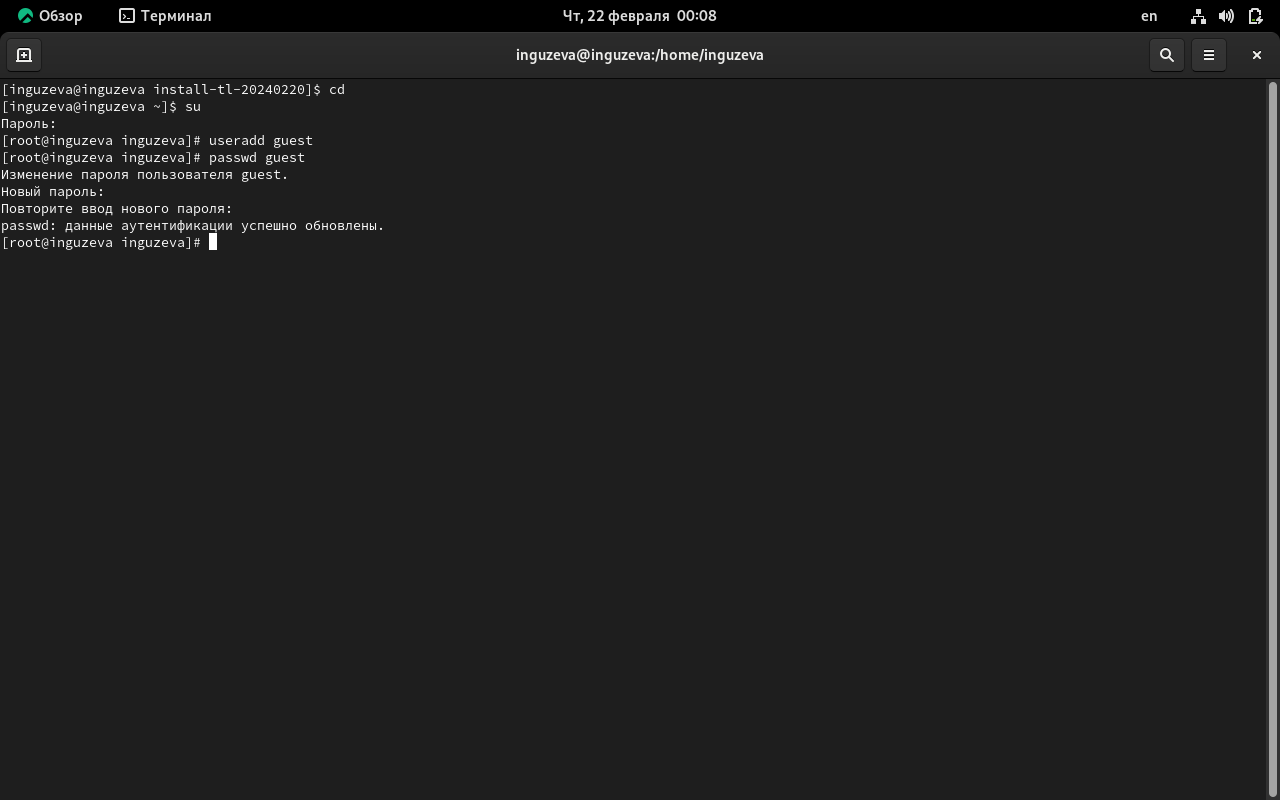 Обзор
Терминал
Чт, 22 февраля 00:08
en
inguzeva@inguzeva:/home/inguzeva
[inguzeva@inguzeva install-tl-20240220]$ cd
[inguzeva@inguzeva ~]$ su
Пароль:
[root@inguzeva inguzeva]# useradd guest
[root@inguzeva inguzeva]# passwd guest
Изменение пароля пользователя guest.
Новый пароль:
Повторите ввод нового пароля:
passwd: данные аутентификации успешно обновлены.
[root@inguzeva inguzeva]#